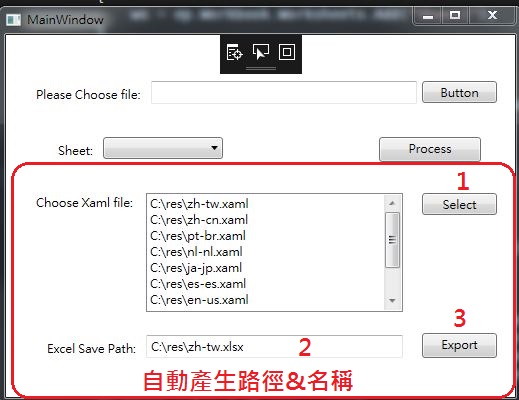 MainWindow
Please Choose file:
Button
Sheet:
Process
1
Choose Xaml file:
C:\res\zh-tw.xaml
C:\res\zh-cn.xaml
C:\res\pt-br.xaml
C:\res\nl-nl.xaml
C:\res\ja-jp.xaml
C:\res\es-es.xaml
C:\res\en-us.xaml
Select
3
Excel Save Path:
C:\res\zh-tw.xlsx
2
Export
自動產生路徑&名稱